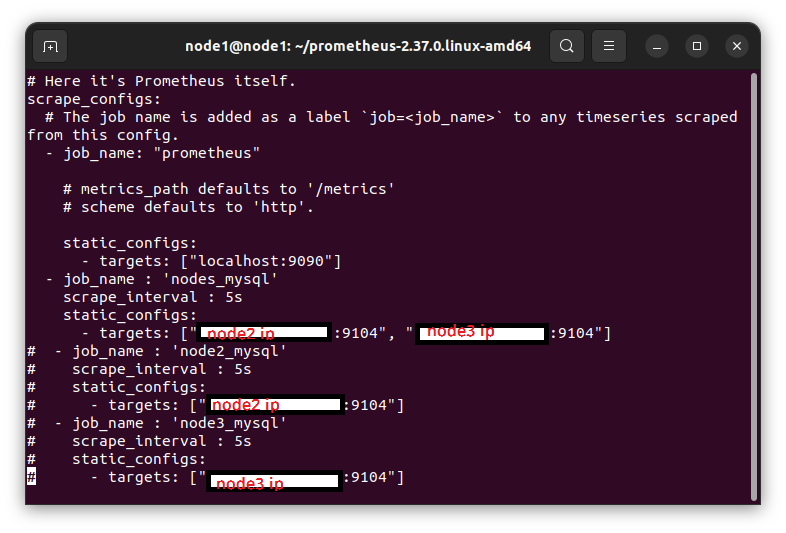 node1@node1: ~/prometheus-2.37.0.linux-amd64
# Here it's Prometheus itself.
scrape_configs:
  # The job name is added as a label `job=<job_name>` to any timeseries scraped
from this config.
  - job_name: "prometheus"
    # metrics_path defaults to '/metrics'
    # scheme defaults to 'http'.
    static_configs:
      - targets: ["localhost:9090"]
  - job_name : 'nodes_mysql'
    scrape_interval : 5s
    static_configs:
      - targets: ["node2 ip:9104", "node3 ip:9104"]
#  - job_name : 'node2_mysql'
#    scrape_interval : 5s
#    static_configs:
#      - targets: ["node2 ip:9104"]
#  - job_name : 'node3_mysql'
#    scrape_interval : 5s
#    static_configs:
#      - targets: ["node3 ip:9104"]